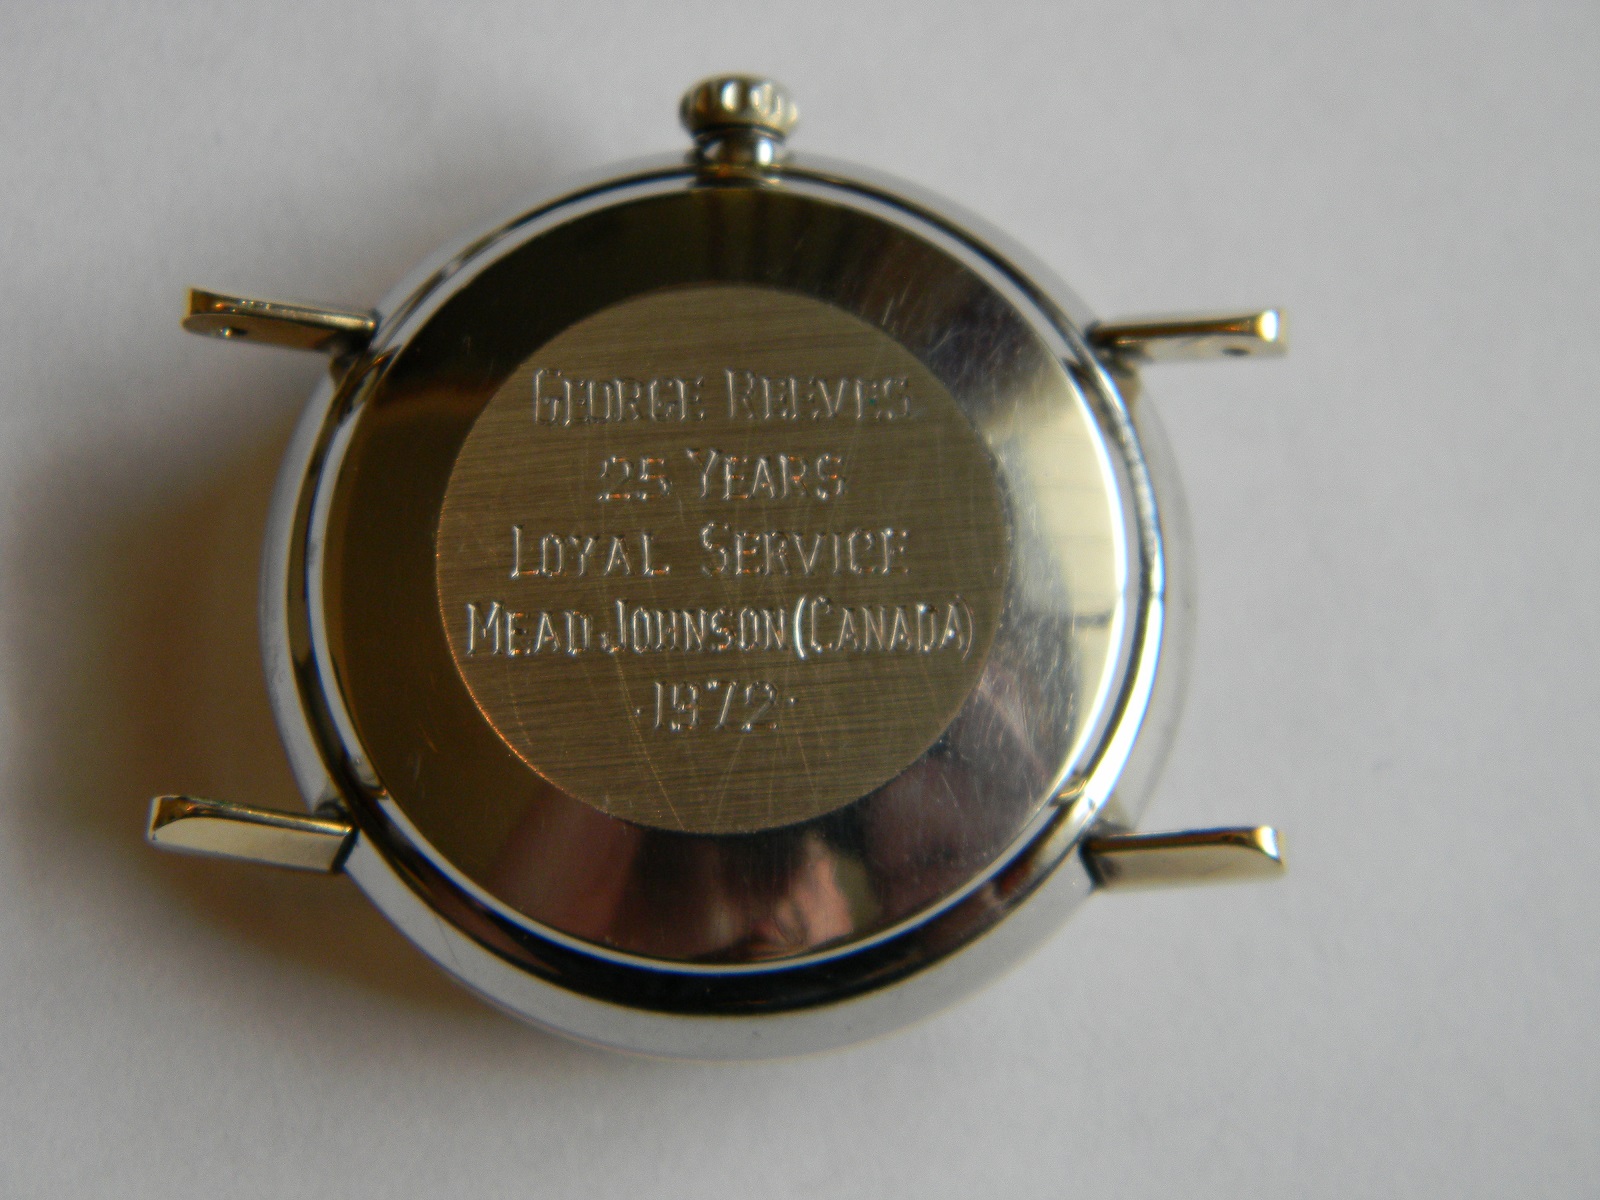 GEORGE REEVES
25 YEARS
LOYAL SERVICE
MEAD JOHNSON (CANADA)
·1972·